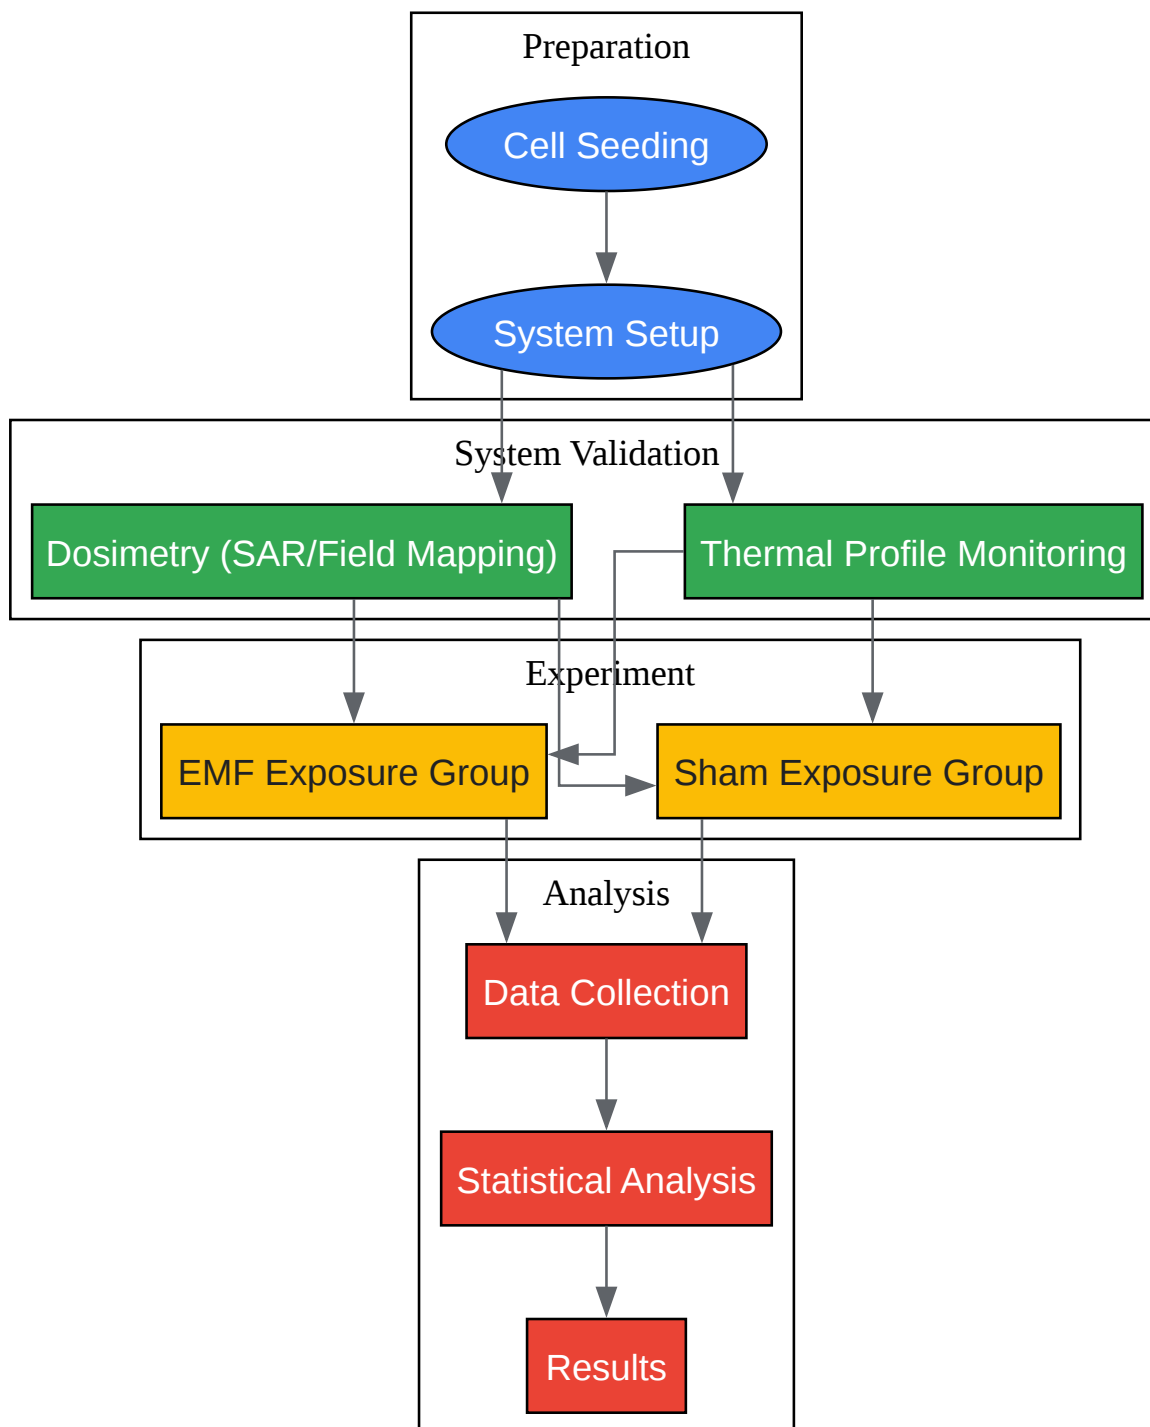 Preparation
Cell Seeding
System Setup
System Validation
Dosimetry (SAR/Field Mapping)
Thermal Profile Monitoring
Experiment
EMF Exposure Group
Sham Exposure Group
Analysis
Data Collection
Statistical Analysis
Results